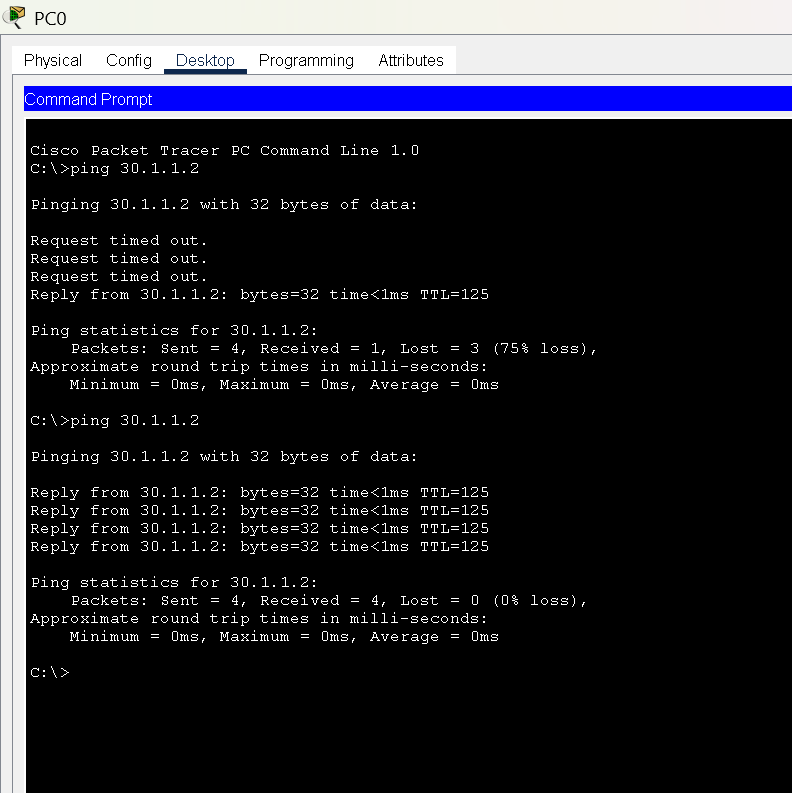 PC0
Physical Config Desktop Programming Attributes
Command Prompt
Cisco Packet Tracer PC Command Line 1.0
C:\>ping 30.1.1.2
Pinging 30.1.1.2 with 32 bytes of data:
Request timed out.
Request timed out.
Request timed out.
Reply from 30.1.1.2: bytes=32 time<1ms TTL=125
Ping statistics for 30.1.1.2:
Packets: Sent = 4, Received = 1, Lost = 3 (75% loss),
Approximate round trip times in milli-seconds:
Minimum = 0ms, Maximum = 0ms, Average = 0ms
C:\>ping 30.1.1.2
Pinging 30.1.1.2 with 32 bytes of data:
Reply from 30.1.1.2: bytes=32 time<1ms TTL=125
Reply from 30.1.1.2: bytes=32 time<1ms TTL=125
Reply from 30.1.1.2: bytes=32 time<1ms TTL=125
Reply from 30.1.1.2: bytes=32 time<1ms TTL=125
Ping statistics for 30.1.1.2:
Packets: Sent = 4, Received = 4, Lost = 0 (0% loss),
Approximate round trip times in milli-seconds:
Minimum = 0ms, Maximum = 0ms, Average = 0ms
C:\>